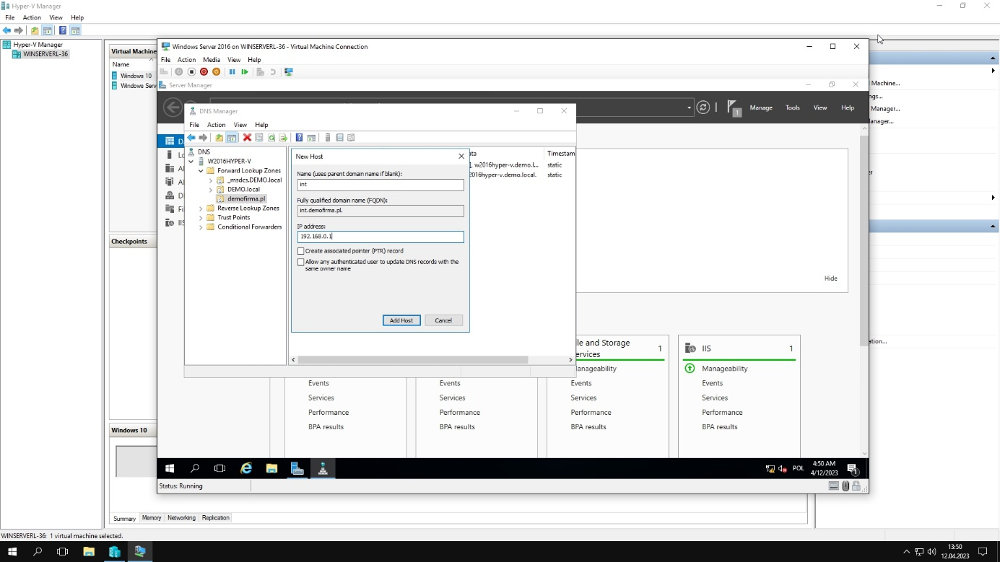 Hyper-V Manager
File Action View Help
Hyper-V Manager
WINSERVERL-36
Virtual Machine
Name
Windows 10
Windows Serv
Checkpoints
Windows 10
Summary Memory Networking Replication
WINSERVERL-36: 1 virtual machine selected.
Machine...
ngs...
Manager...
anager...
er
ation...
Windows Server 2016 on WINSERVERL-36 - Virtual Machine Connection
File Action Media View Help
Server Manager
1 Manage Tools View Help
Hide
DNS Manager
File Action View Help
DNS
W2016HYPER-V
Forward Lookup Zones
_msdcs.DEMO.local
DEMO.local
demofirma.pl
Reverse Lookup Zones
Trust Points
Conditional Forwarders
ata Timestam
], w2016hyper-v.demo.l... static
2016hyper-v.demo.local. static
New Host
Name (uses parent domain name if blank):
int
Fully qualified domain name (FQDN):
int.demofirma.pl.
IP address:
192.168.0.1
Create associated pointer (PTR) record
Allow any authenticated user to update DNS records with the
same owner name
Add Host Cancel
Events
Services
Performance
BPA results
Events
Services
Performance
BPA results
ile and Storage
ervices 1
Manageability
Events
Services
Performance
BPA results
IIS 1
Manageability
Events
Services
Performance
BPA results
POL
4:50 AM
4/12/2023
1
Status: Running
13:50
12.04.2023